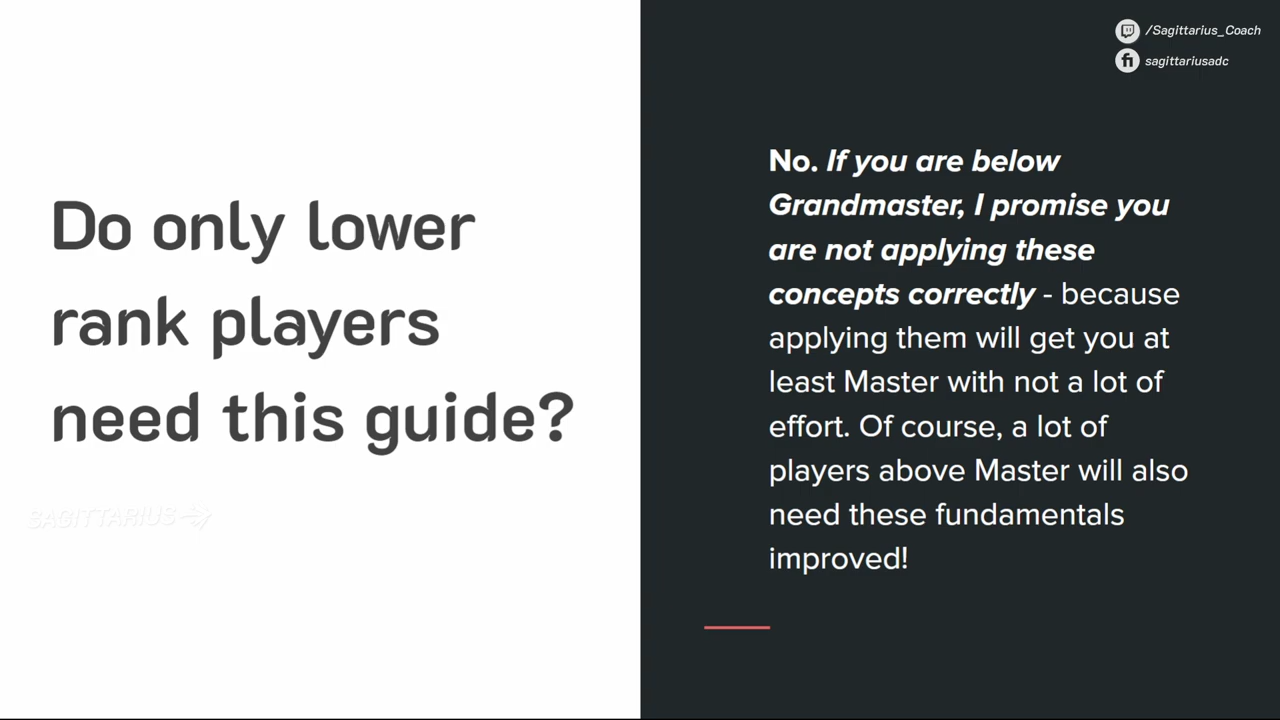 Do only lower
rank players
need this guide?
SAGITTARIUS
/Sagittarius_Coach
sagittariusadc
No. If you are below
Grandmaster, I promise you
are not applying these
concepts correctly - because
applying them will get you at
least Master with not a lot of
effort. Of course, a lot of
players above Master will also
need these fundamentals
improved!